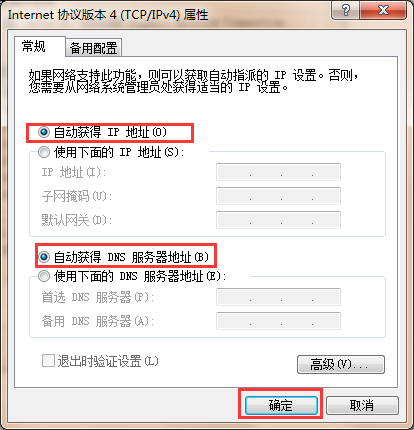 Internet 协议版本 4 (TCP/IPv4) 属性
常规
备用配置
如果网络支持此功能，则可以获取自动指派的 IP 设置。否则，
您需要从网络系统管理员处获得适当的 IP 设置。
自动获得 IP 地址(O)
使用下面的 IP 地址(S):
IP 地址(I):
子网掩码(U):
默认网关(D):
自动获得 DNS 服务器地址(B)
使用下面的 DNS 服务器地址(E):
首选 DNS 服务器(P):
备用 DNS 服务器(A):
退出时验证设置(L)
高级(V)...
确定
取消